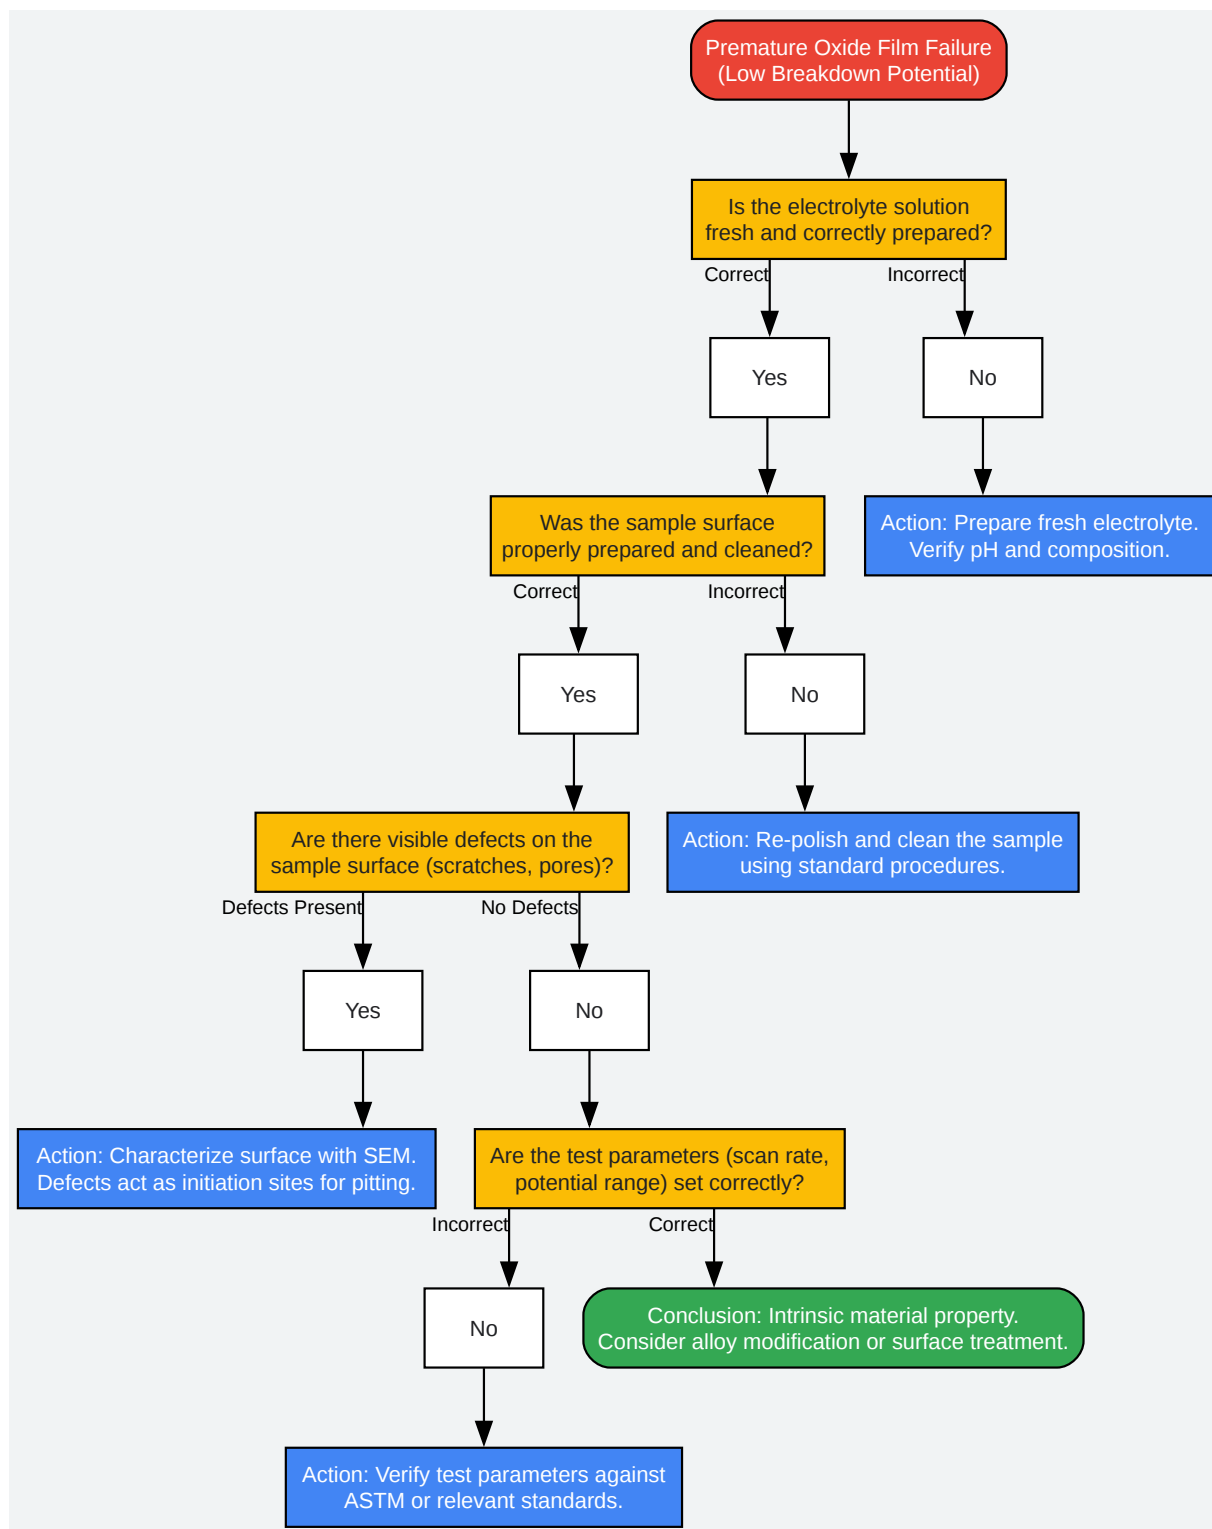 Premature Oxide Film Failure
(Low Breakdown Potential)
Is the electrolyte solution
fresh and correctly prepared?
Correct
Incorrect
Yes
No
Was the sample surface
properly prepared and cleaned?
Action: Prepare fresh electrolyte.
Verify pH and composition.
Correct
Incorrect
Yes
No
Are there visible defects on the
sample surface (scratches, pores)?
Action: Re-polish and clean the sample
using standard procedures.
Defects Present
No Defects
Yes
No
Action: Characterize surface with SEM.
Defects act as initiation sites for pitting.
Are the test parameters (scan rate,
potential range) set correctly?
Incorrect
Correct
No
Conclusion: Intrinsic material property.
Consider alloy modification or surface treatment.
Action: Verify test parameters against
ASTM or relevant standards.